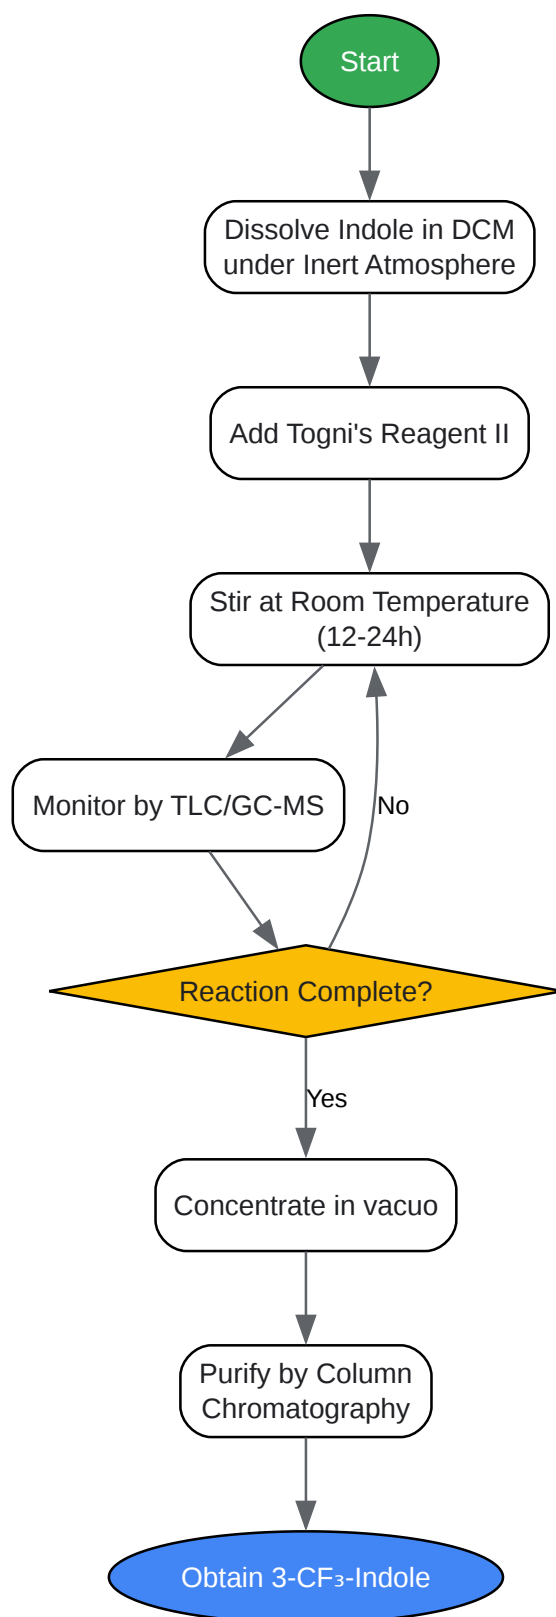 Start
Dissolve Indole in DCM
under Inert Atmosphere
Add Togni's Reagent II
Stir at Room Temperature
(12-24h)
Monitor by TLC/GC-MS
No
Reaction Complete?
Yes
Concentrate in vacuo
Purify by Column
Chromatography
Obtain 3-CF₃-Indole